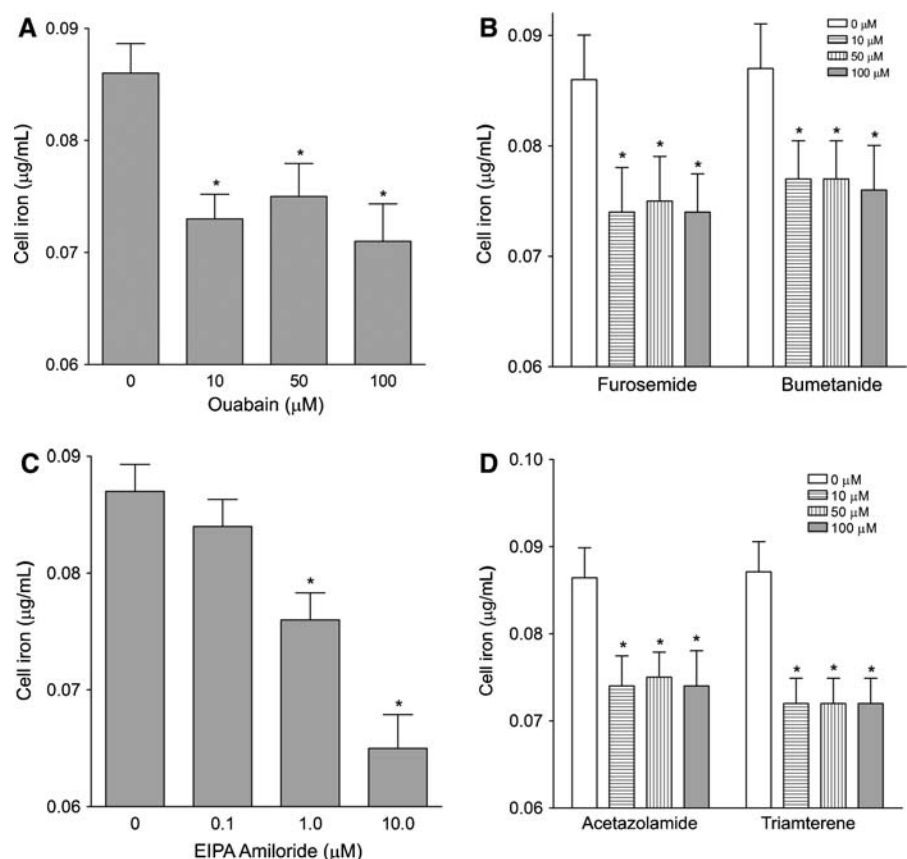 A
Cell iron (µg/mL)
0.09
0.08
0.07
0.06
*
*
*
0
10
50
100
Ouabain (µM)
B
Cell iron (µg/mL)
0.09
0.08
0.07
0.06
0 µM
10 µM
50 µM
100 µM
*
*
*
*
*
*
Furosemide
Bumetanide
C
Cell iron (µg/mL)
0.09
0.08
0.07
0.06
*
*
0
0.1
1.0
10.0
EIPA Amiloride (µM)
D
Cell iron (µg/mL)
0.10
0.09
0.08
0.07
0.06
0 µM
10 µM
50 µM
100 µM
*
*
*
*
*
*
Acetazolamide
Triamterene